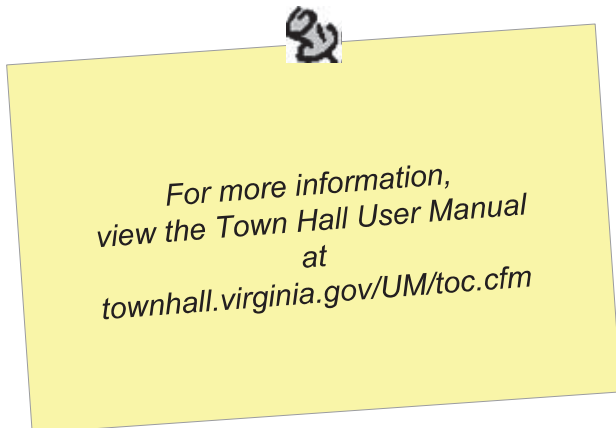 For more information,
view the Town Hall User Manual
at
townhall.virginia.gov/UM/toc.cfm